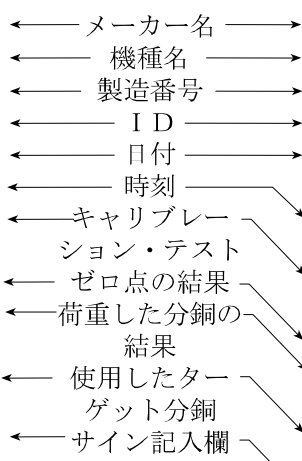 メーカー名
機種名
製造番号
ＩＤ
日付
時刻
キャリブレー
ション・テスト
ゼロ点の結果
荷重した分銅の
結果
使用したター
ゲット分銅
サイン記入欄